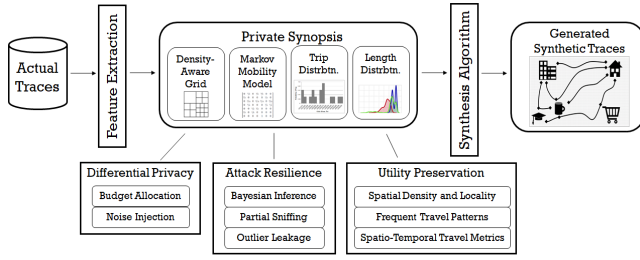 Actual
Traces
Feature Extraction
Private Synopsis
Density-
Aware
Grid
Markov
Mobility
Model
Trip
Distrbtn.
Length
Distrbtn.
Synthesis Algorithm
Generated
Synthetic Traces
Differential Privacy
Budget Allocation
Noise Injection
Attack Resilience
Bayesian Inference
Partial Sniffing
Outlier Leakage
Utility Preservation
Spatial Density and Locality
Frequent Travel Patterns
Spatio-Temporal Travel Metrics